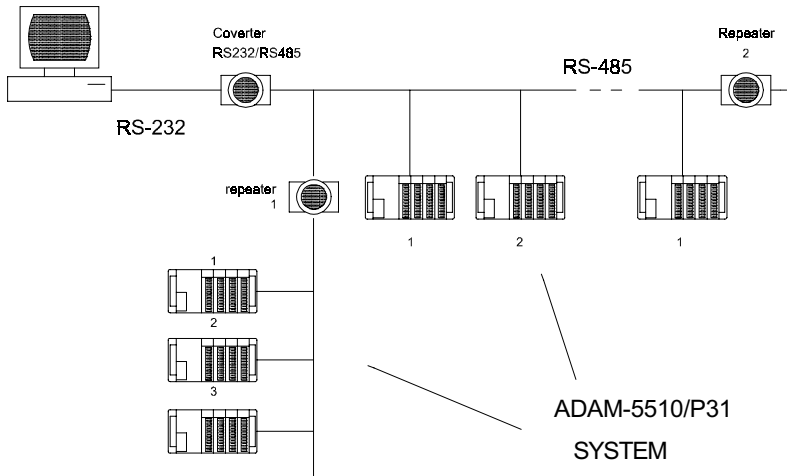 Coverter
RS232/RS485
Repeater
2
RS-485
RS-232
repeater
1
1
2
1
1
2
3
ADAM-5510/P31
SYSTEM